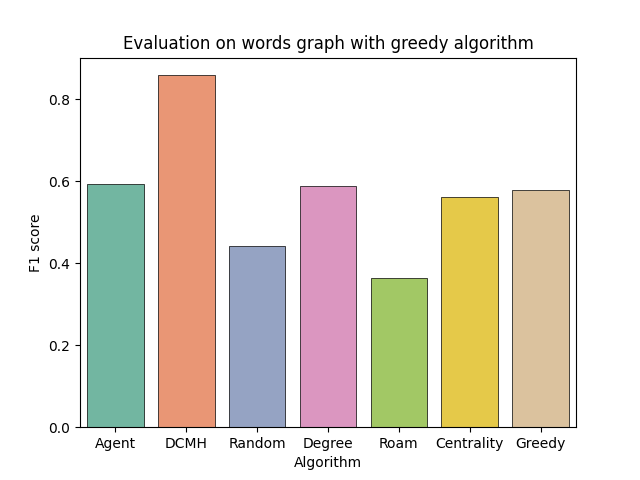 Evaluation on words graph with greedy algorithm
F1 score
0.8
0.6
0.4
0.2
0.0
Agent DCMH Random Degree Roam Centrality Greedy
Algorithm